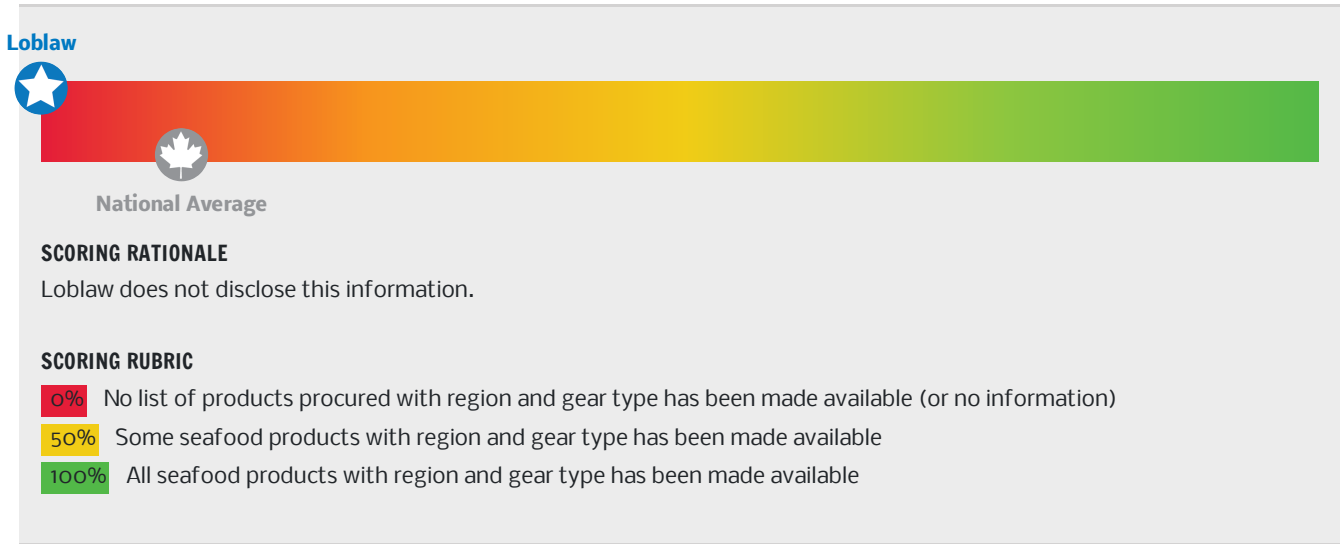 Loblaw
National Average
SCORING RATIONALE
Loblaw does not disclose this information.
SCORING RUBRIC
0% No list of products procured with region and gear type has been made available (or no information)
50% Some seafood products with region and gear type has been made available
100% All seafood products with region and gear type has been made available